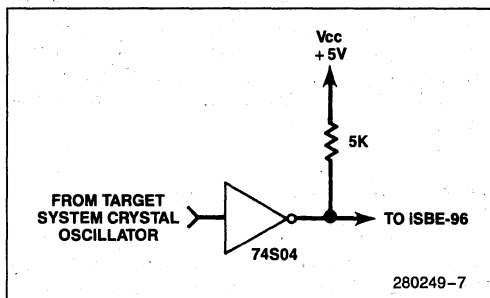 Vcc
+5V
5K
FROM TARGET
SYSTEM CRYSTAL
OSCILLATOR
TO iSBE-96
74S04
280249-7